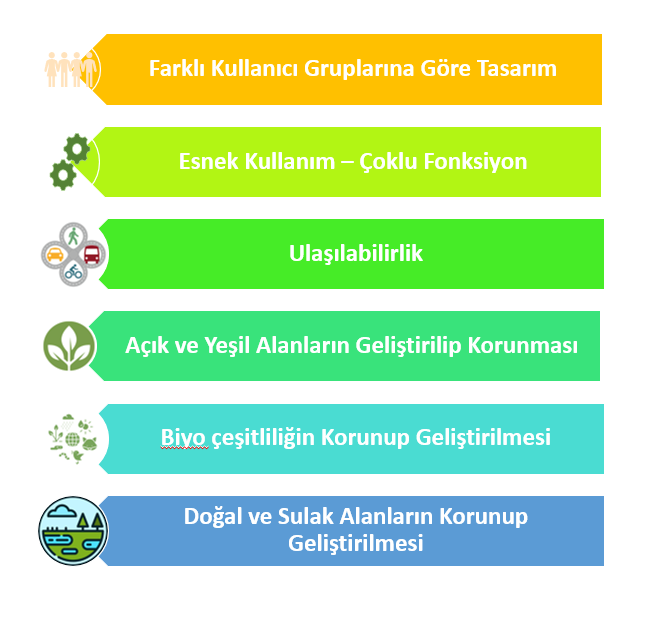 Farklı Kullanıcı Gruplarına Göre Tasarım
Esnek Kullanım – Çoklu Fonksiyon
Ulaşılabilirlik
Açık ve Yeşil Alanların Geliştirilip Korunması
Biyo çeşitliliğin Korunup Geliştirilmesi
Doğal ve Sulak Alanların Korunup
Geliştirilmesi